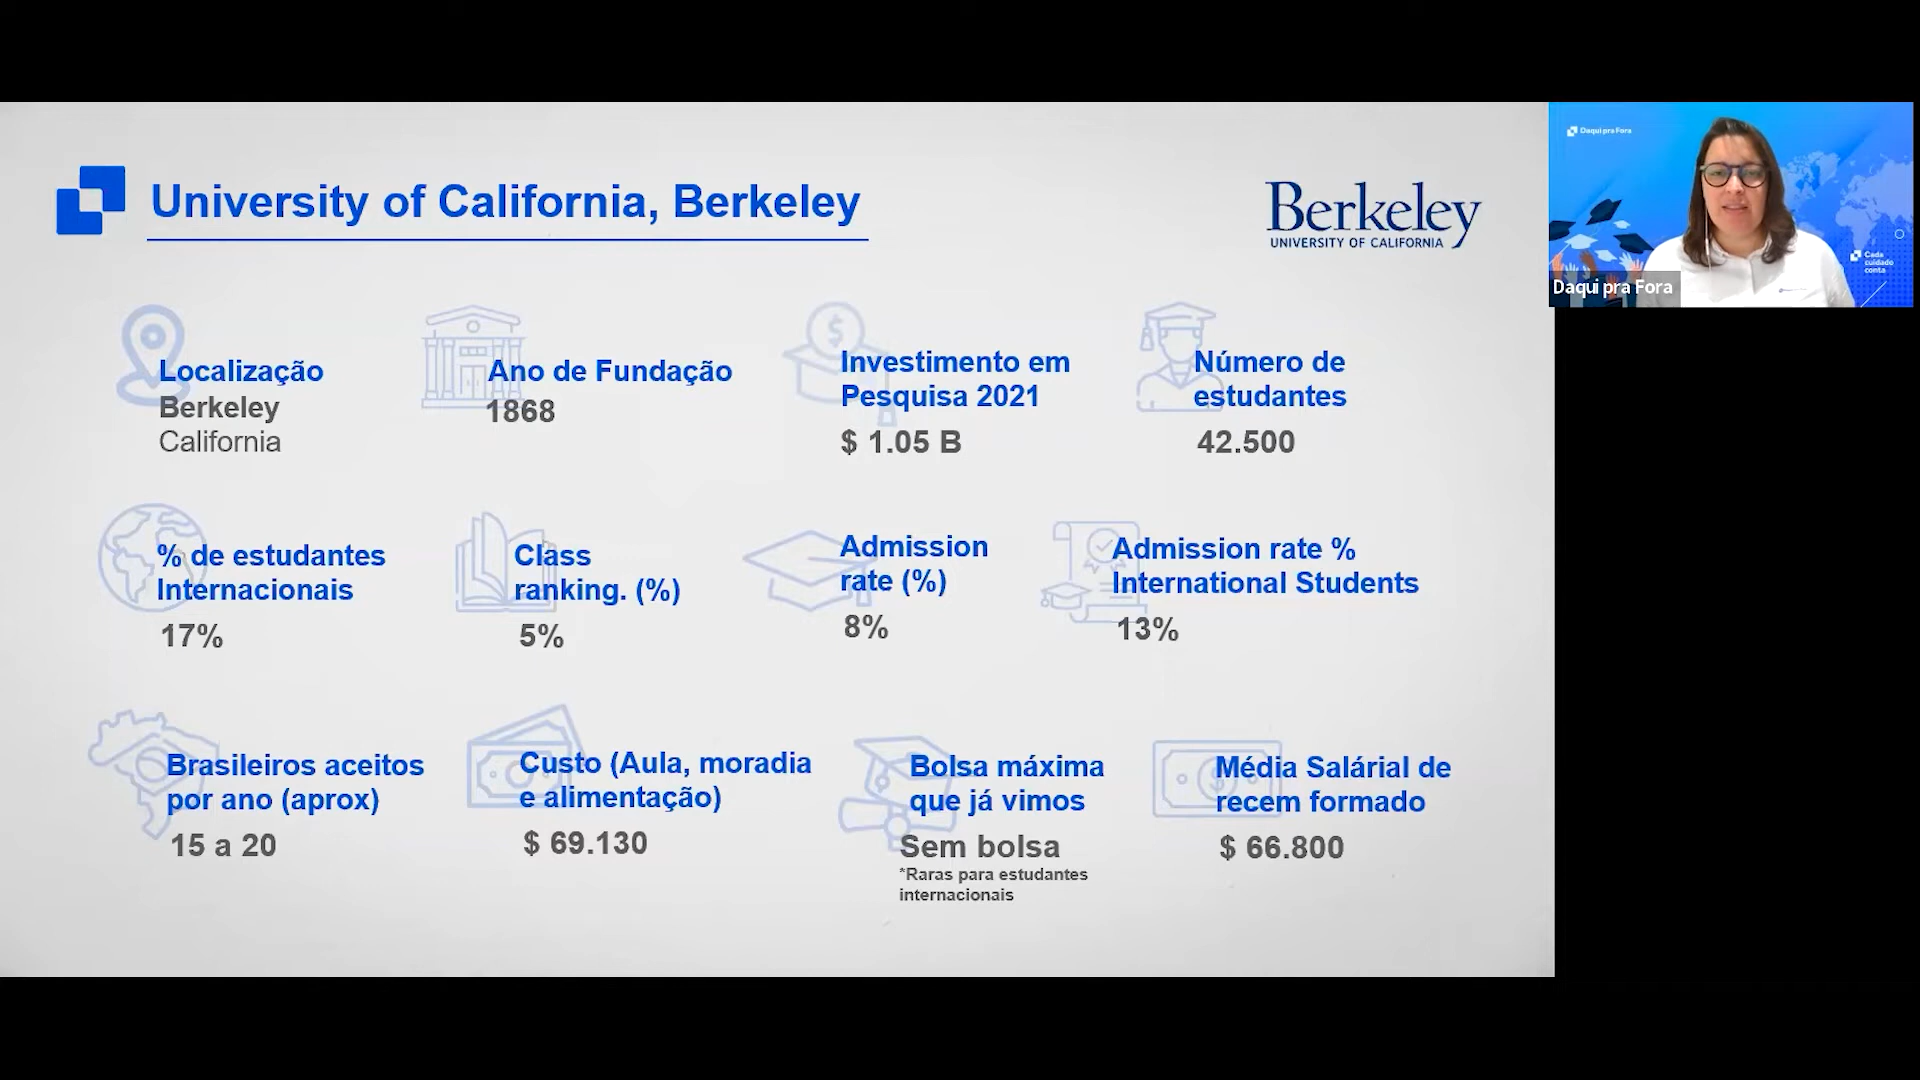 University of California, Berkeley
Berkeley
UNIVERSITY OF CALIFORNIA
Daqui pra Fora
Cada
cuidado
conta
Daqui pra Fora
Localização
Berkeley
California
Ano de Fundação
1868
Investimento em
Pesquisa 2021
$ 1.05 B
Número de
estudantes
42.500
% de estudantes
Internacionais
17%
Class
ranking. (%)
5%
Admission
rate (%)
8%
Admission rate %
International Students
13%
Brasileiros aceitos
por ano (aprox)
15 a 20
Custo (Aula, moradia
e alimentação)
$ 69.130
Bolsa máxima
que já vimos
Sem bolsa
*Raras para estudantes
internacionais
Média Salárial de
recem formado
$ 66.800